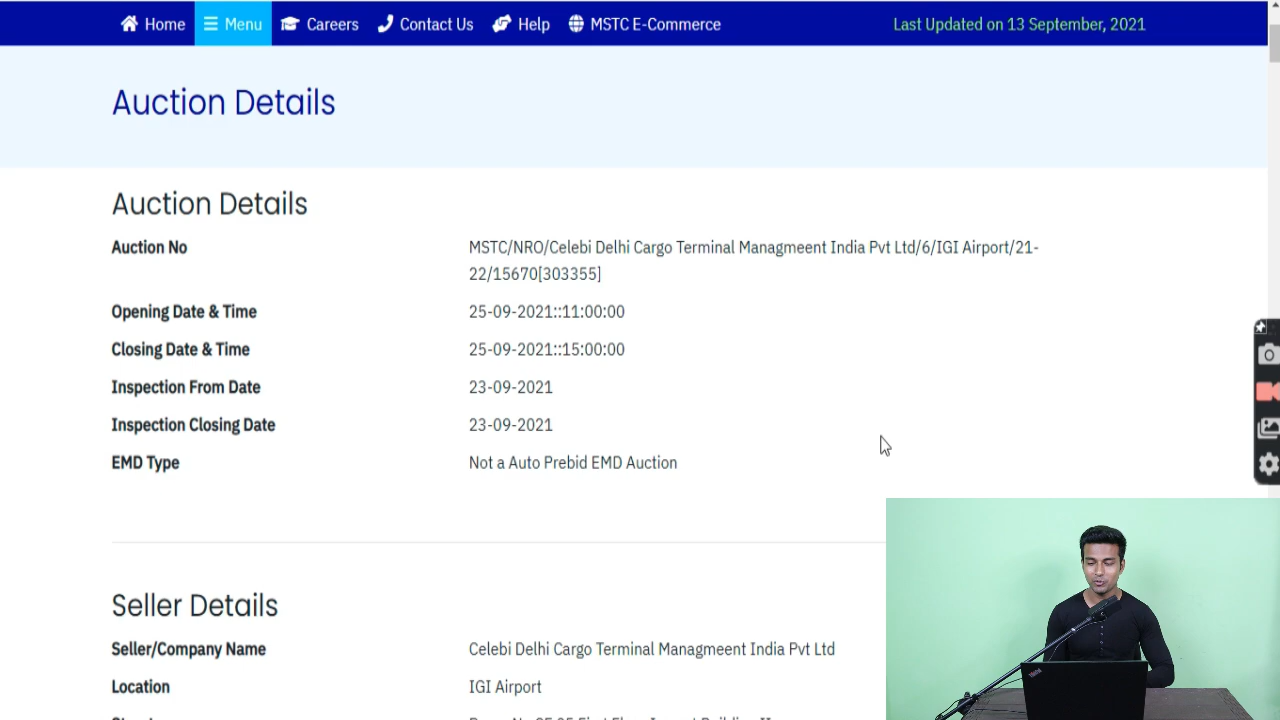 Home Menu Careers Contact Us Help MSTC E-Commerce Last Updated on 13 September, 2021
Auction Details
Auction Details
Auction No MSTC/NRO/Celebi Delhi Cargo Terminal Managmeent India Pvt Ltd/6/IGI Airport/21-
22/15670[303355]
Opening Date & Time 25-09-2021::11:00:00
Closing Date & Time 25-09-2021::15:00:00
Inspection From Date 23-09-2021
Inspection Closing Date 23-09-2021
EMD Type Not a Auto Prebid EMD Auction
Seller Details
Seller/Company Name Celebi Delhi Cargo Terminal Managmeent India Pvt Ltd
Location IGI Airport